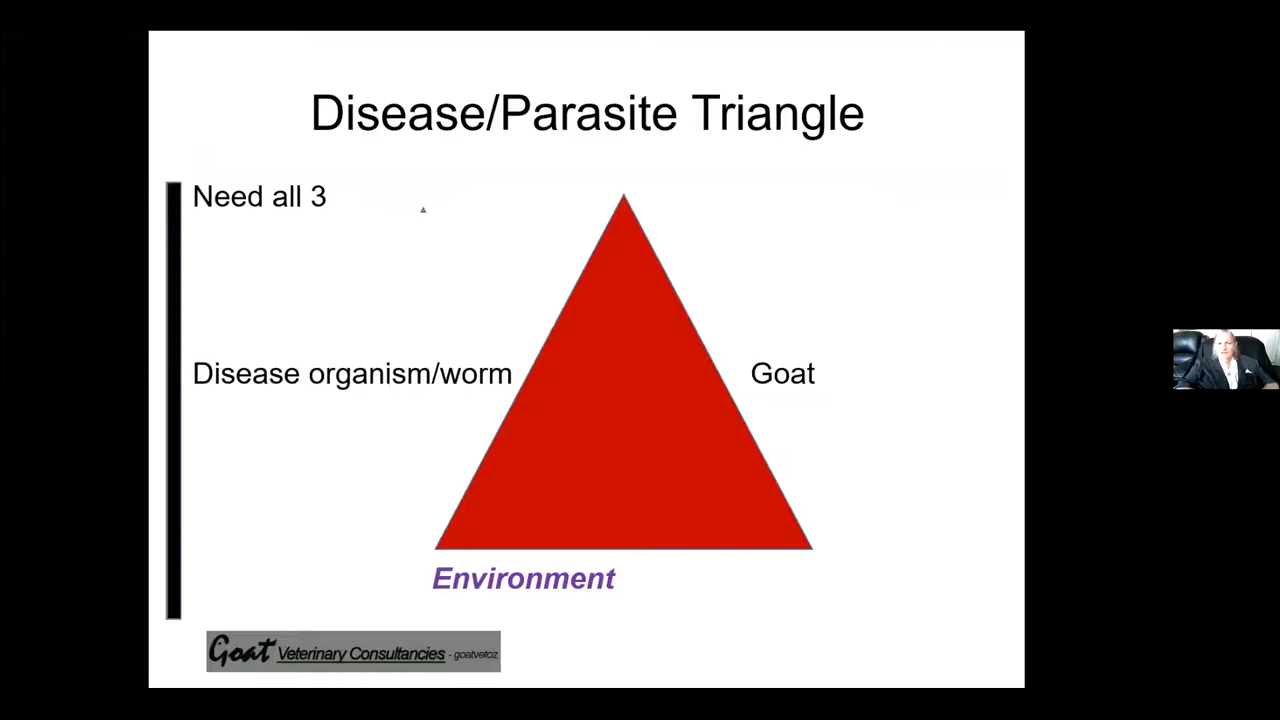 Disease/Parasite Triangle
Need all 3
Disease organism/worm
Goat
Environment
Goat Veterinary Consultancies - goatvetoz